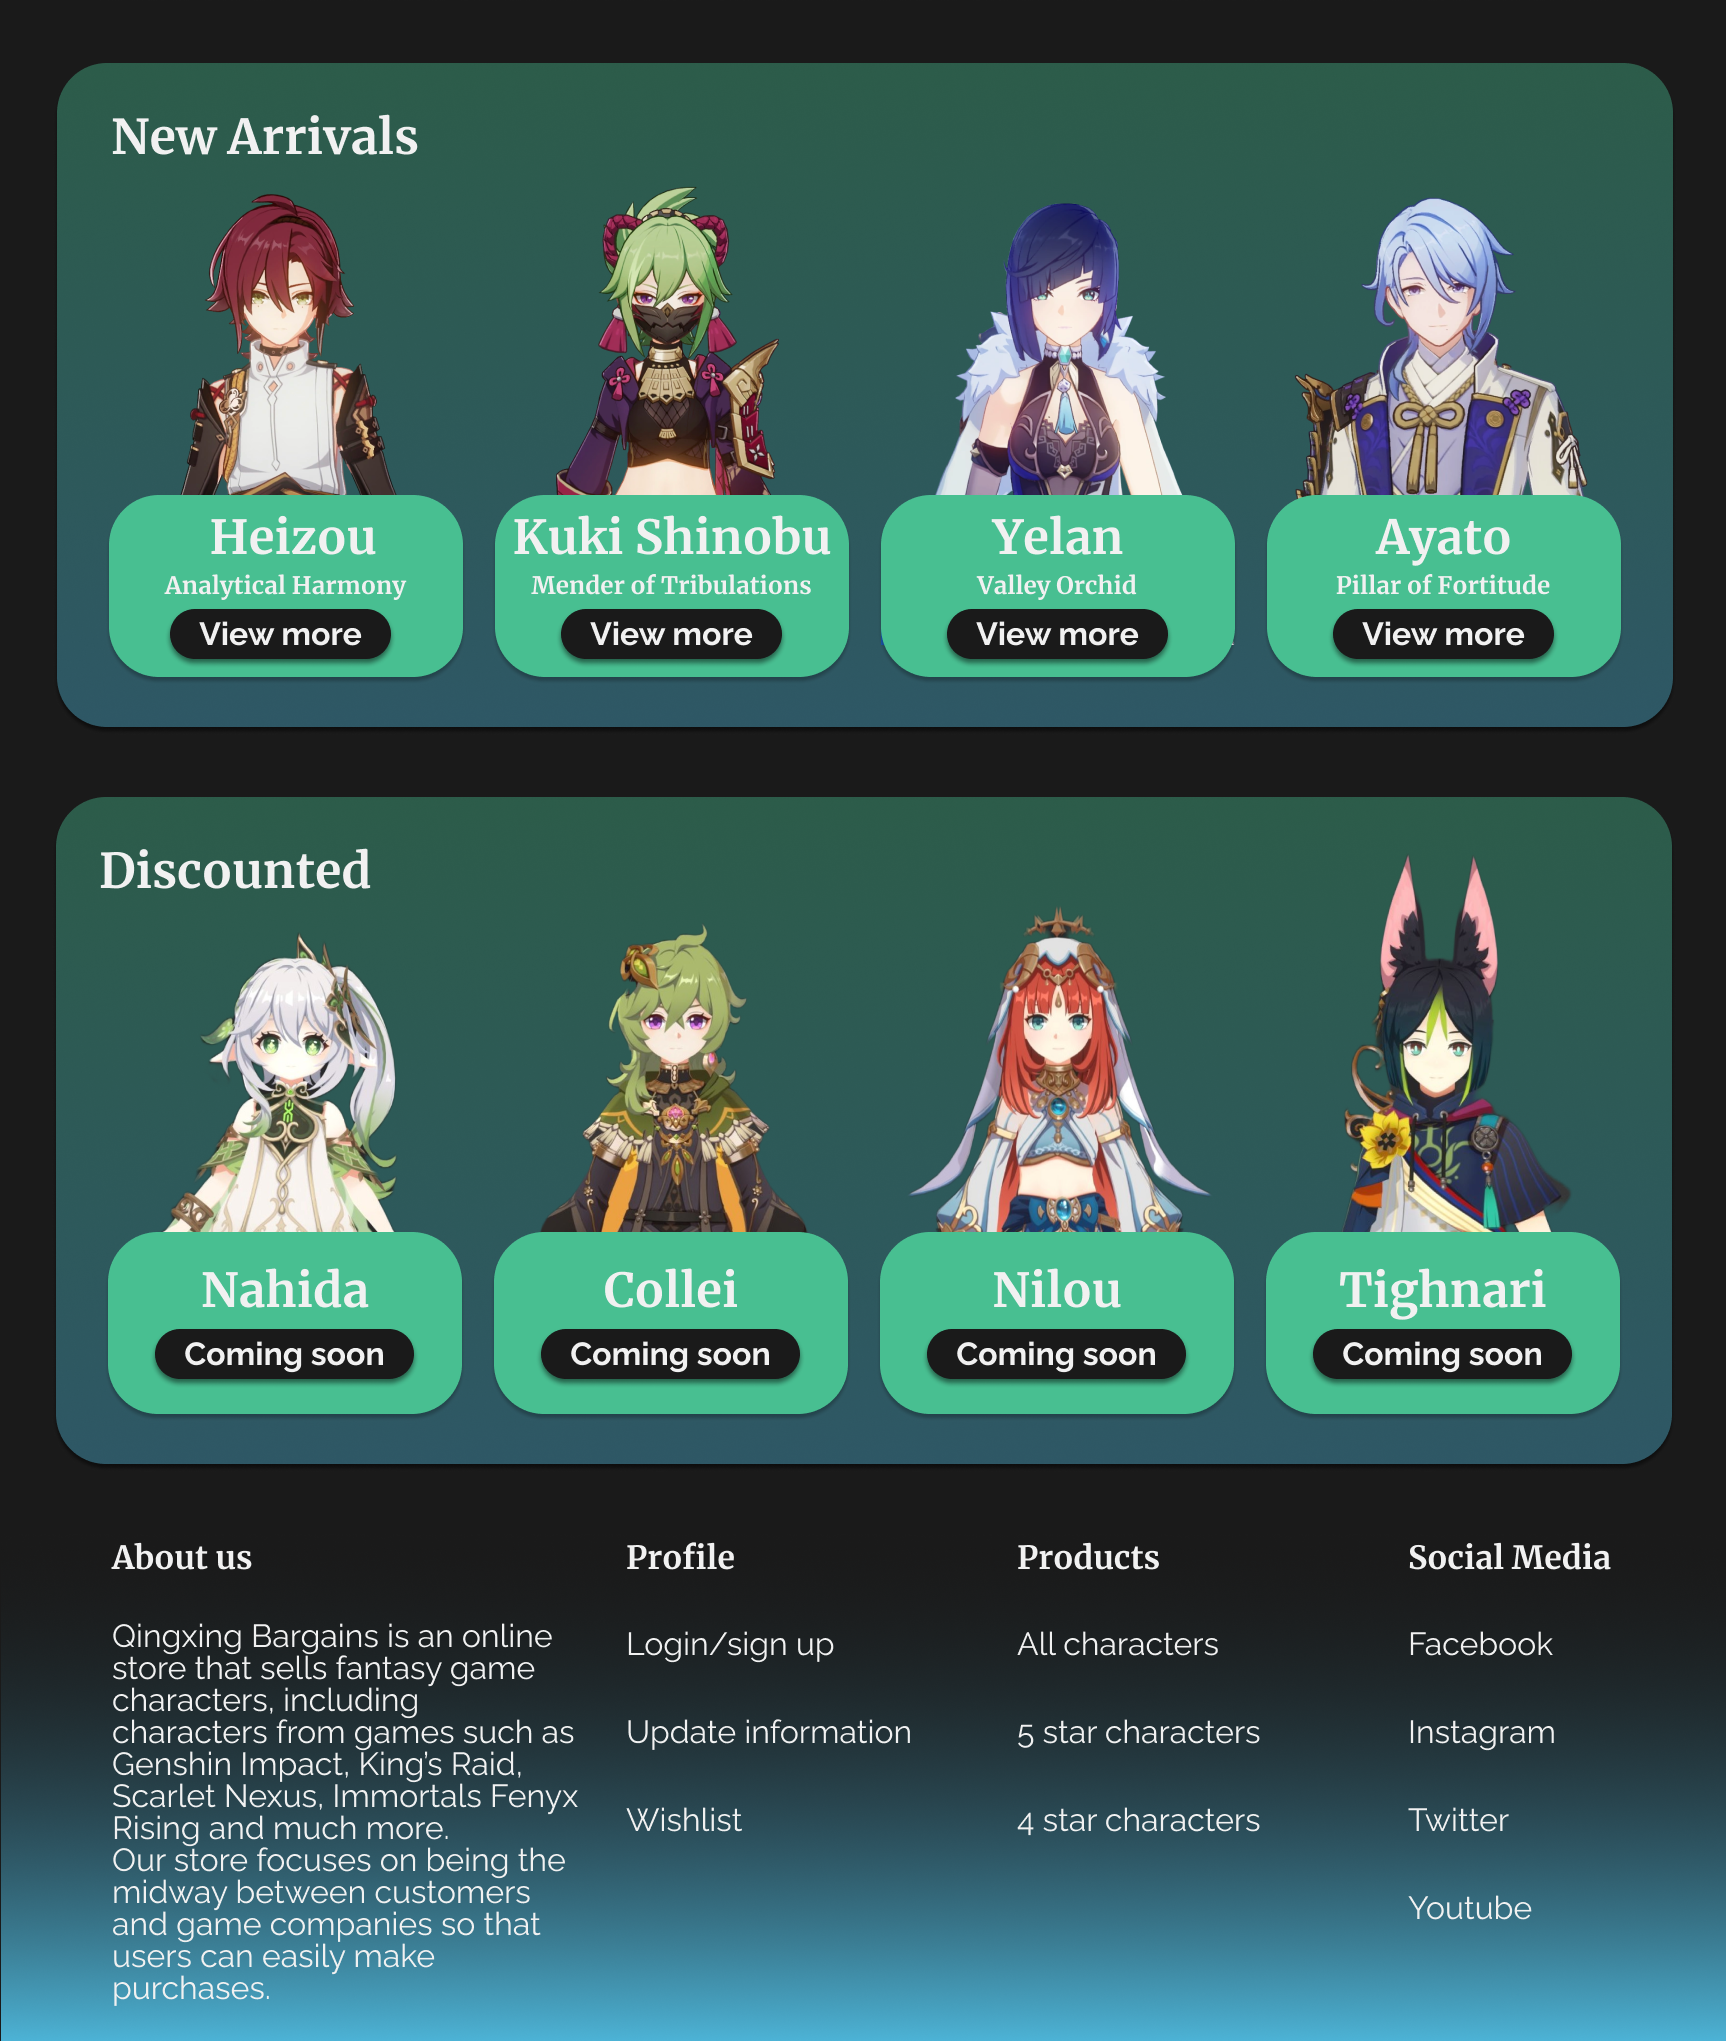 New Arrivals
Heizou
Analytical Harmony
View more
Kuki Shinobu
Mender of Tribulations
View more
Yelan
Valley Orchid
View more
Ayato
Pillar of Fortitude
View more
Discounted
Nahida
Coming soon
Collei
Coming soon
Nilou
Coming soon
Tighnari
Coming soon
About us
Qingxing Bargains is an online
store that sells fantasy game
characters, including
characters from games such as
Genshin Impact, King's Raid,
Scarlet Nexus, Immortals Fenyx
Rising and much more.
Our store focuses on being the
midway between customers
and game companies so that
users can easily make
purchases.
Profile
Login/sign up
Update information
Wishlist
Products
All characters
5 star characters
4 star characters
Social Media
Facebook
Instagram
Twitter
Youtube